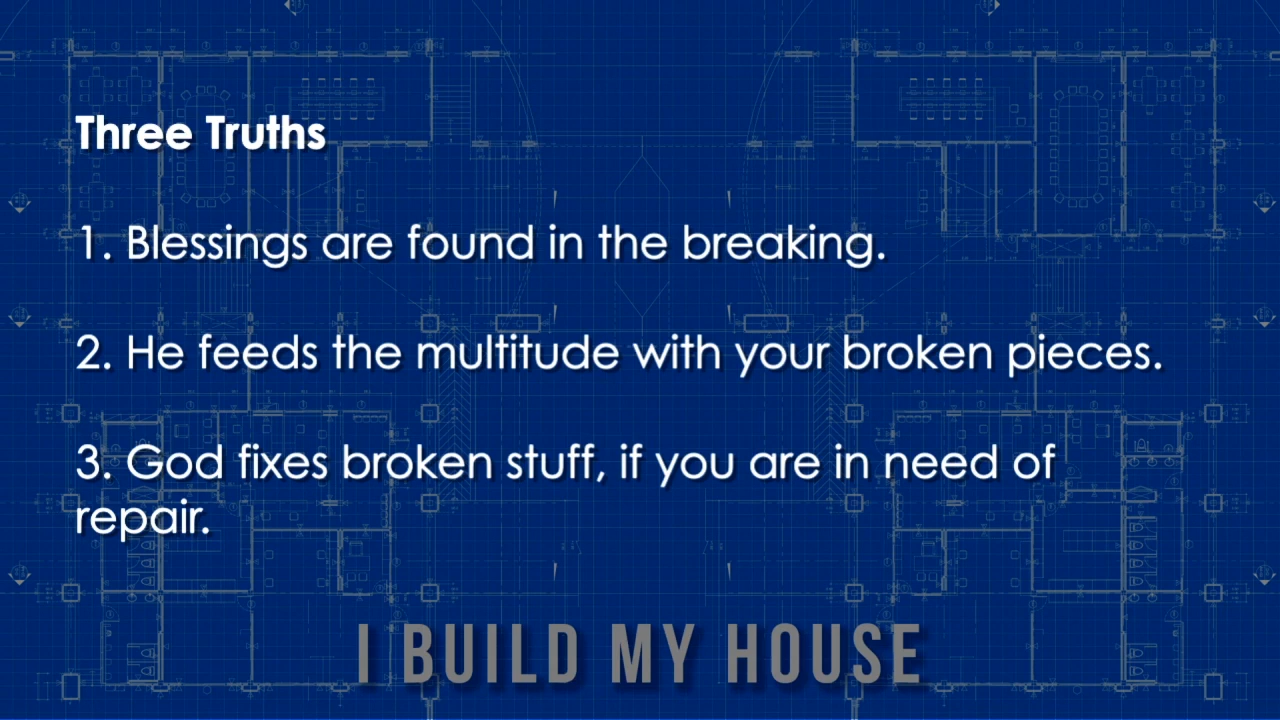 Three Truths
1. Blessings are found in the breaking.
2. He feeds the multitude with your broken pieces.
3. God fixes broken stuff, if you are in need of
repair.
I BUILD MY HOUSE